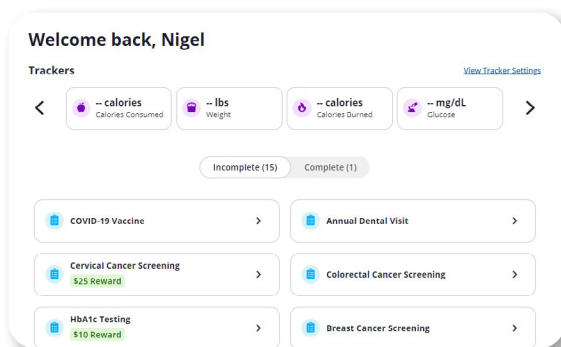 Welcome back, Nigel
Trackers
View Tracker Settings
-- calories
Calories Consumed
-- lbs
Weight
-- calories
Calories Burned
-- mg/dL
Glucose
Incomplete (15)
Complete (1)
COVID-19 Vaccine
Annual Dental Visit
Cervical Cancer Screening
$25 Reward
Colorectal Cancer Screening
HbA1c Testing
$10 Reward
Breast Cancer Screening